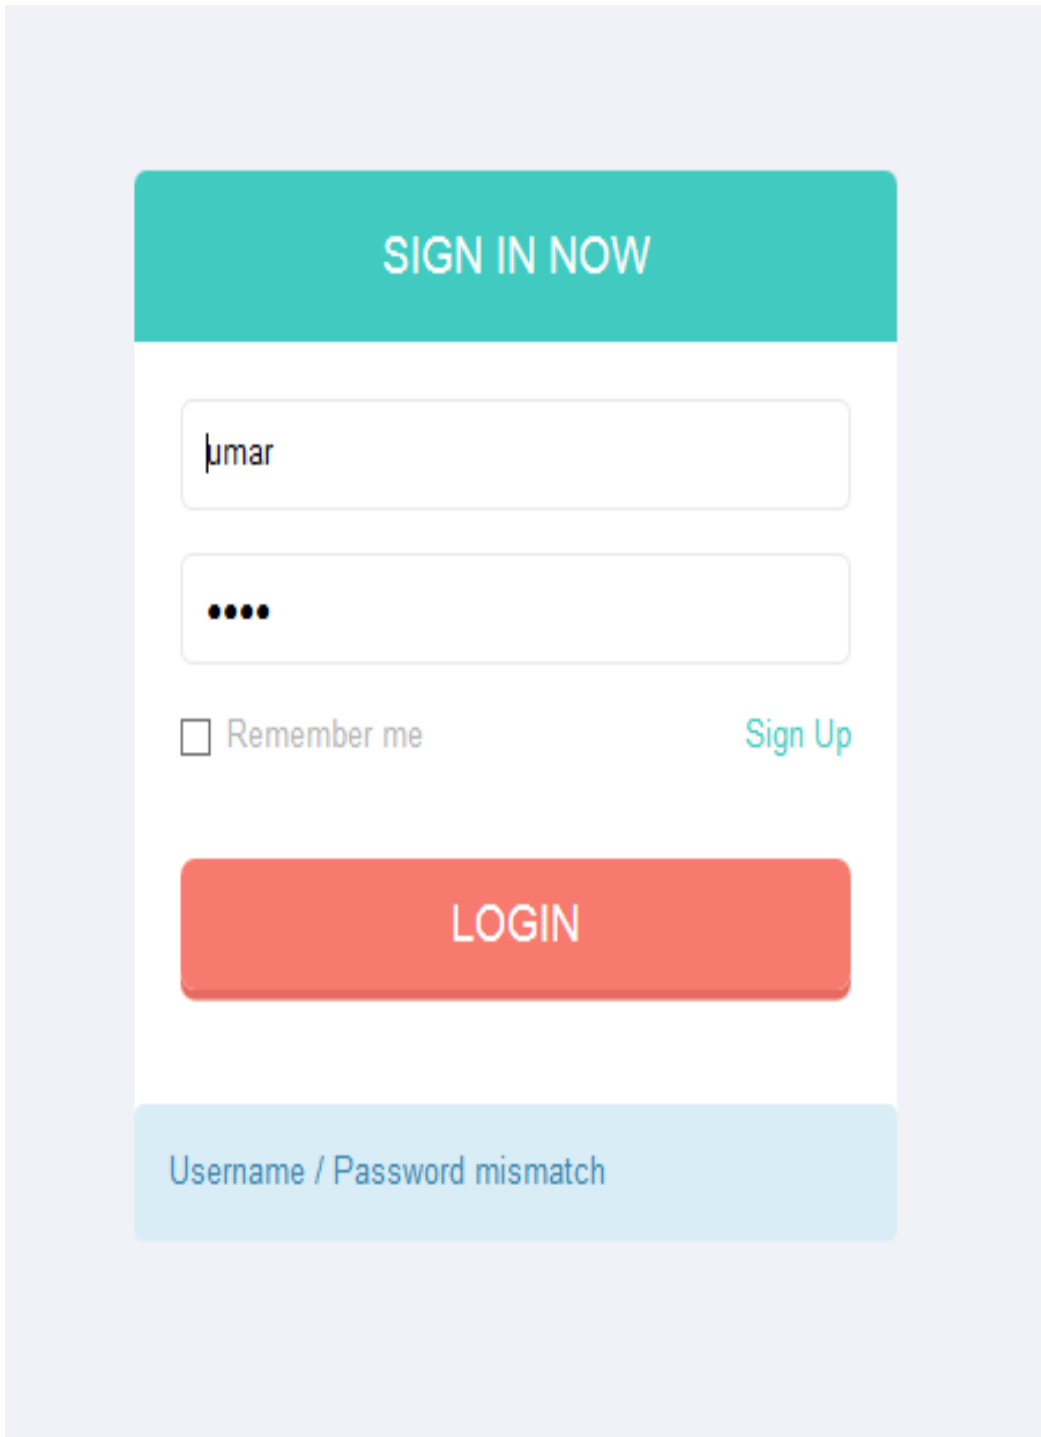 SIGN IN NOW
umar
••••
Remember me
Sign Up
LOGIN
Username / Password mismatch